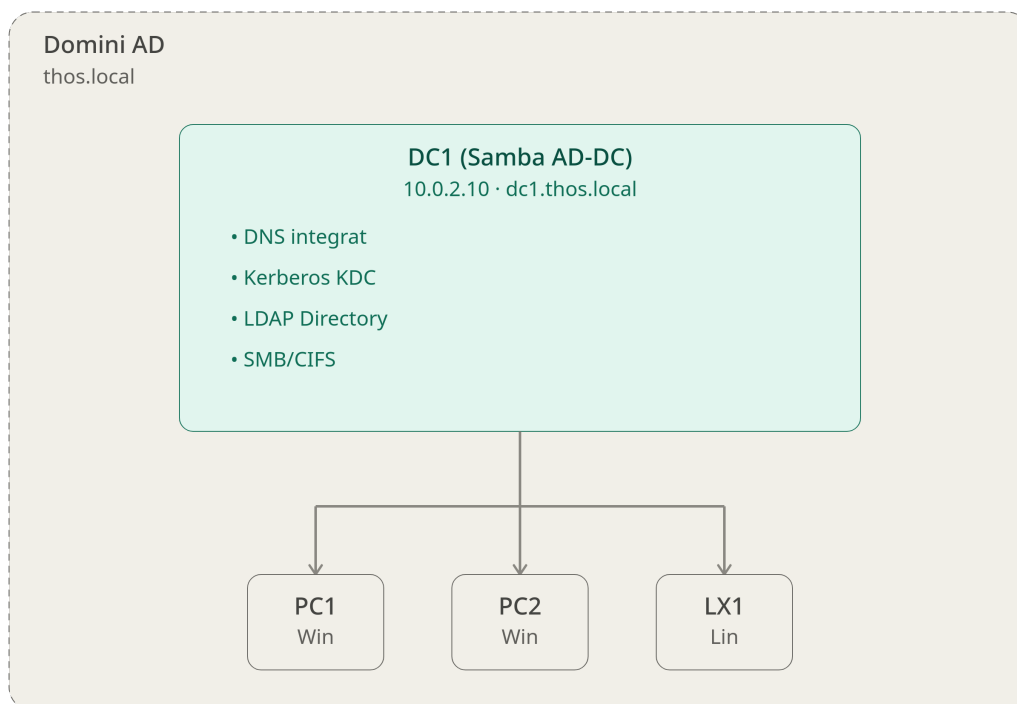 Domini AD
thos.local
DC1 (Samba AD-DC)
10.0.2.10 · dc1.thos.local
• DNS integrat
• Kerberos KDC
• LDAP Directory
• SMB/CIFS
PC1
Win
PC2
Win
LX1
Lin